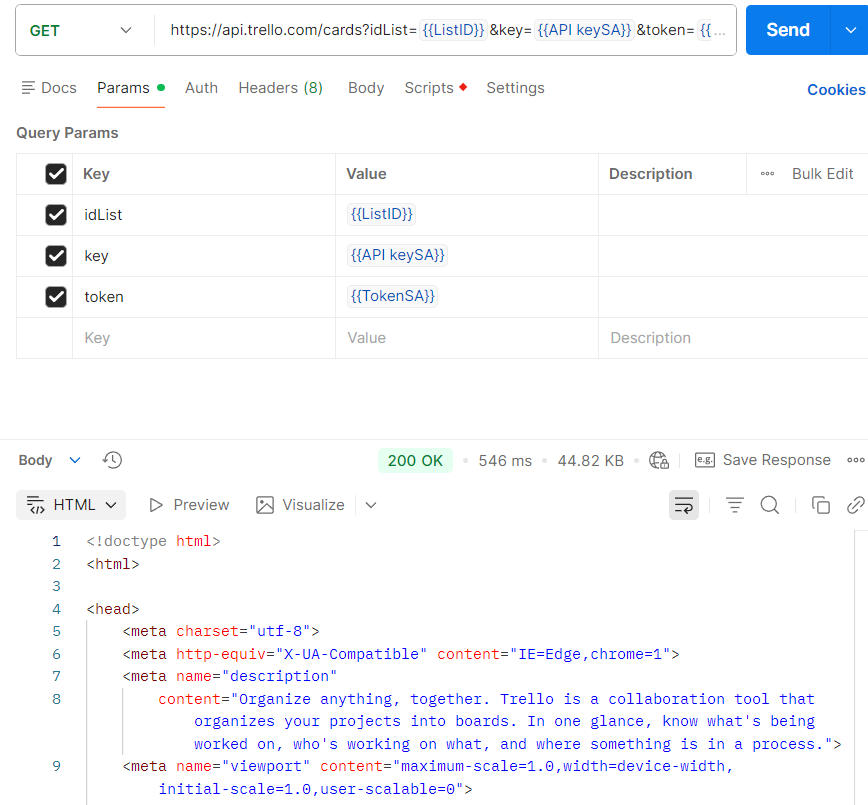 GET https://api.trello.com/cards?idList= {{ListID}} &key= {{API keySA}} &token= {{ ... Send
Docs Params Auth Headers (8) Body Scripts Settings Cookies
Query Params
Key Value Description Bulk Edit
idList {{ListID}}
key {{API keySA}}
token {{TokenSA}}
Key Value Description
Body 200 OK 546 ms 44.82 KB e.g. Save Response
HTML Preview Visualize
1 <!doctype html>
2 <html>
3
4 <head>
5 <meta charset="utf-8">
6 <meta http-equiv="X-UA-Compatible" content="IE=Edge,chrome=1">
7 <meta name="description"
8 content="Organize anything, together. Trello is a collaboration tool that
organizes your projects into boards. In one glance, know what's being
worked on, who's working on what, and where something is in a process.">
9 <meta name="viewport" content="maximum-scale=1.0,width=device-width,
initial-scale=1.0,user-scalable=0">